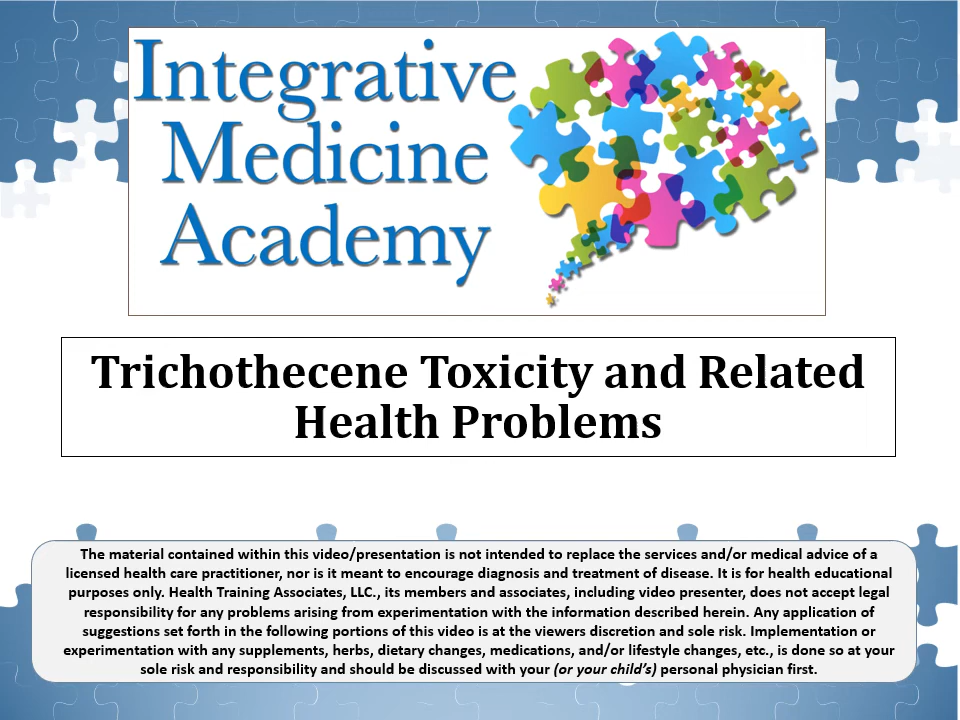 Integrative
Medicine
Academy
Trichothecene Toxicity and Related
Health Problems
The material contained within this video/presentation is not intended to replace the services and/or medical advice of a
licensed health care practitioner, nor is it meant to encourage diagnosis and treatment of disease. It is for health educational
purposes only. Health Training Associates, LLC., its members and associates, including video presenter, does not accept legal
responsibility for any problems arising from experimentation with the information described herein. Any application of
suggestions set forth in the following portions of this video is at the viewers discretion and sole risk. Implementation or
experimentation with any supplements, herbs, dietary changes, medications, and/or lifestyle changes, etc., is done so at your
sole risk and responsibility and should be discussed with your (or your child's) personal physician first.